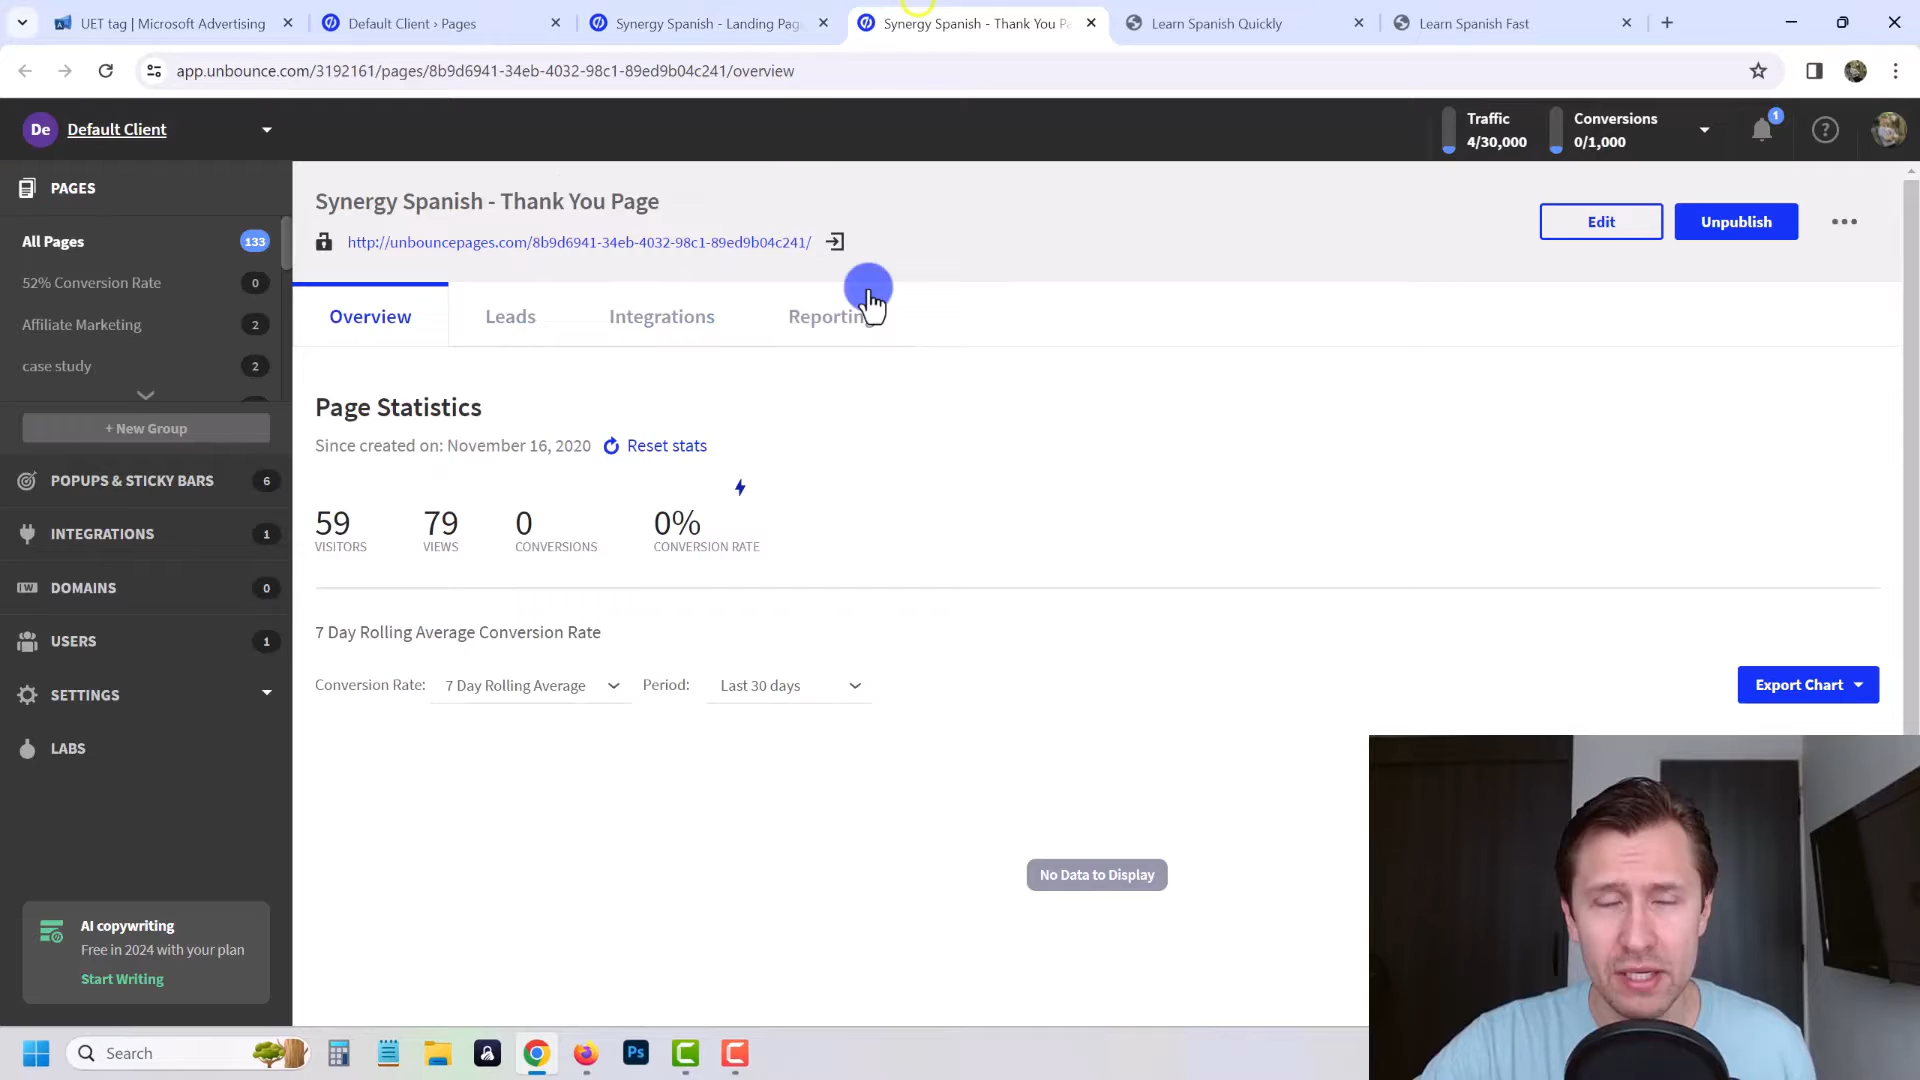 UET tag | Microsoft Advertising
Default Client › Pages
Synergy Spanish - Landing Page
Synergy Spanish - Thank You Pa
Learn Spanish Quickly
Learn Spanish Fast
app.unbounce.com/3192161/pages/8b9d6941-34eb-4032-98c1-89ed9b04c241/overview
De
Default Client
Traffic
4/30,000
Conversions
0/1,000
1
PAGES
All Pages 133
52% Conversion Rate 0
Affiliate Marketing 2
case study 2
+ New Group
POPUPS & STICKY BARS 6
INTEGRATIONS 1
DOMAINS 0
USERS 1
SETTINGS
LABS
AI copywriting
Free in 2024 with your plan
Start Writing
Synergy Spanish - Thank You Page
http://unbouncepages.com/8b9d6941-34eb-4032-98c1-89ed9b04c241/
Edit
Unpublish
Overview
Leads
Integrations
Reporting
Page Statistics
Since created on: November 16, 2020
Reset stats
59
VISITORS
79
VIEWS
0
CONVERSIONS
0%
CONVERSION RATE
7 Day Rolling Average Conversion Rate
Conversion Rate: 7 Day Rolling Average
Period: Last 30 days
Export Chart
No Data to Display
Search
Ps